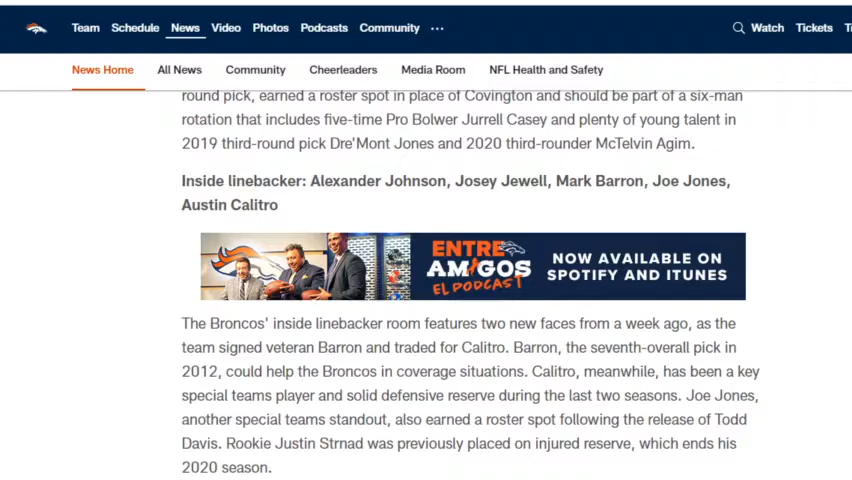 Team Schedule News Video Photos Podcasts Community ••• Watch Tickets
News Home All News Community Cheerleaders Media Room NFL Health and Safety
round pick, earned a roster spot in place of Covington and should be part of a six-man
rotation that includes five-time Pro Bolwer Jurrell Casey and plenty of young talent in
2019 third-round pick Dre'Mont Jones and 2020 third-rounder McTelvin Agim.
Inside linebacker: Alexander Johnson, Josey Jewell, Mark Barron, Joe Jones,
Austin Calitro
ENTRE
AMIGOS
EL PODCAST
NOW AVAILABLE ON
SPOTIFY AND ITUNES
The Broncos' inside linebacker room features two new faces from a week ago, as the
team signed veteran Barron and traded for Calitro. Barron, the seventh-overall pick in
2012, could help the Broncos in coverage situations. Calitro, meanwhile, has been a key
special teams player and solid defensive reserve during the last two seasons. Joe Jones,
another special teams standout, also earned a roster spot following the release of Todd
Davis. Rookie Justin Strnad was previously placed on injured reserve, which ends his
2020 season.